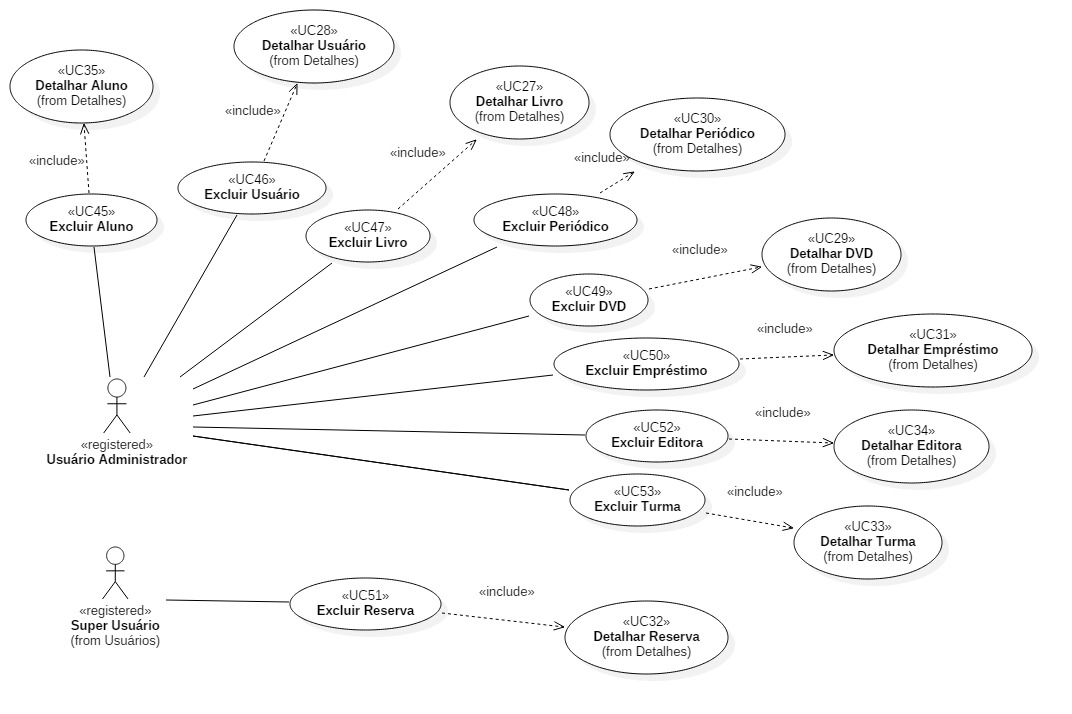 «UC28»
Detalhar Usuário
(from Detalhes)
«UC35»
Detalhar Aluno
(from Detalhes)
«UC27»
Detalhar Livro
(from Detalhes)
«include»
«UC30»
Detalhar Periódico
(from Detalhes)
«include»
«include»
«include»
«UC46»
Excluir Usuário
«UC45»
Excluir Aluno
«UC47»
Excluir Livro
«UC48»
Excluir Periódico
«include»
«UC29»
Detalhar DVD
(from Detalhes)
«UC49»
Excluir DVD
«include»
«UC31»
Detalhar Empréstimo
(from Detalhes)
«UC50»
Excluir Empréstimo
«include»
«UC52»
Excluir Editora
«UC34»
Detalhar Editora
(from Detalhes)
«registered»
Usuário Administrador
«UC53»
Excluir Turma
«include»
«UC33»
Detalhar Turma
(from Detalhes)
«registered»
Super Usuário
(from Usuários)
«UC51»
Excluir Reserva
«include»
«UC32»
Detalhar Reserva
(from Detalhes)